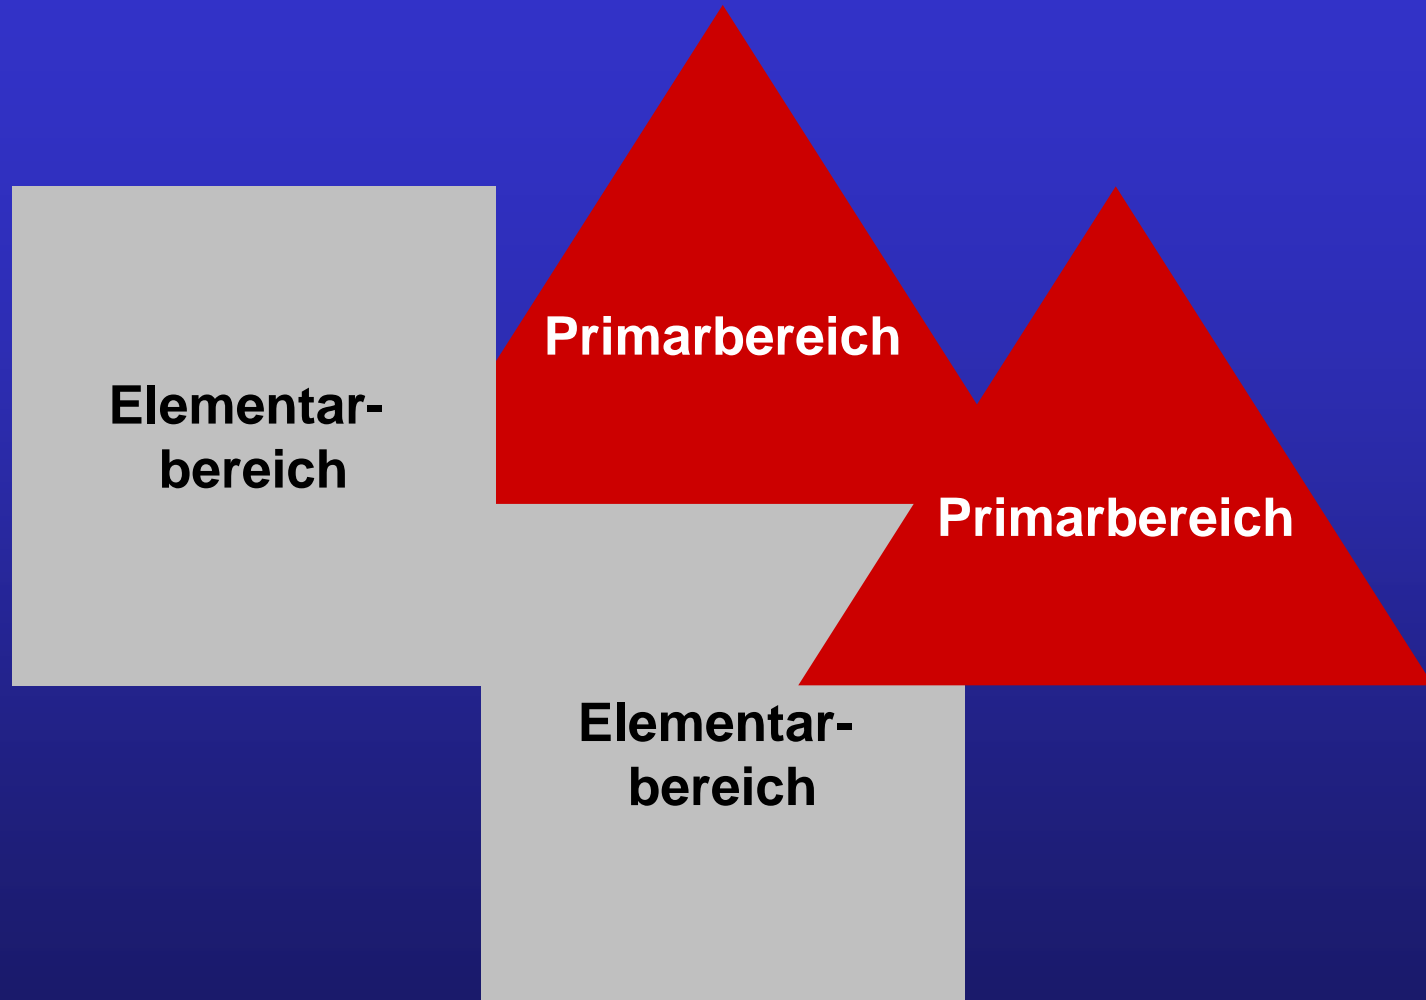 Primarbereich
Elementar-
bereich
Primarbereich
Elementar-
bereich